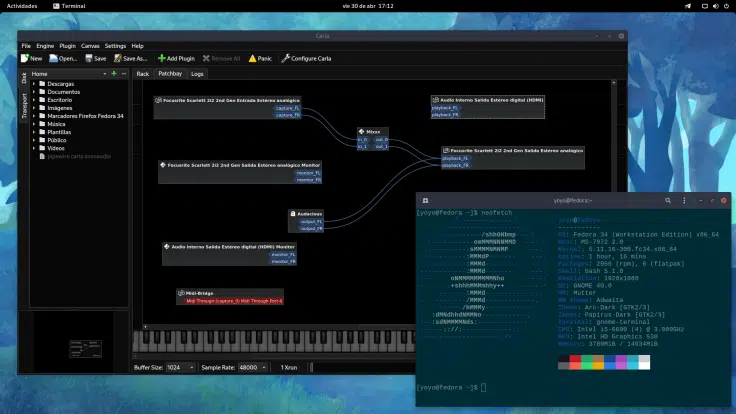 Actividades
Terminal
vie 30 de abr 17:12
Carla
File Engine Plugin Canvas Settings Help
New Open... Save Save As... Add Plugin Remove All Panic Configure Carla
Disk
Transport
Home
Descargas
Documentos
Escritorio
Imágenes
Marcadores Firefox Fedora 34
Música
Plantillas
Público
Vídeos
Rack Patchbay Logs
Focusrite Scarlett 2i2 2nd Gen Entrada Estéreo analógico
capture_FL
capture_FR
Audio Interno Salida Estéreo digital (HDMI)
playback_FL
playback_FR
Mixxx
in_0 out_0
in_1 out_1
Focusrite Scarlett 2i2 2nd Gen Salida Estéreo analógico
playback_FL
playback_FR
Focusrite Scarlett 2i2 2nd Gen Salida Estéreo analógico Monitor
monitor_FL
monitor_FR
Audacious
output_FL
output_FR
Audio Interno Salida Estéreo digital (HDMI) Monitor
monitor_FL
monitor_FR
Midi-Bridge
Midi Through:(capture_0) Midi Through Port-0
Buffer Size: 1024 Sample Rate: 48000 1 Xrun
yoyo@fedora:~
[yoyo@fedora ~]$ neofetch
yoyo@fedora
OS: Fedora 34 (Workstation Edition) x86_64
Host: MS-7972 2.0
Kernel: 5.11.16-300.fc34.x86_64
Uptime: 1 hour, 16 mins
Packages: 2956 (rpm), 6 (flatpak)
Shell: bash 5.1.0
Resolution: 1920x1080
DE: GNOME 40.0
WM: Mutter
WM Theme: Adwaita
Theme: Arc-Dark [GTK2/3]
Icons: Papirus-Dark [GTK2/3]
Terminal: gnome-terminal
CPU: Intel i5-6600 (4) @ 3.900GHz
GPU: Intel HD Graphics 530
Memory: 3789MiB / 14934MiB
[yoyo@fedora ~]$